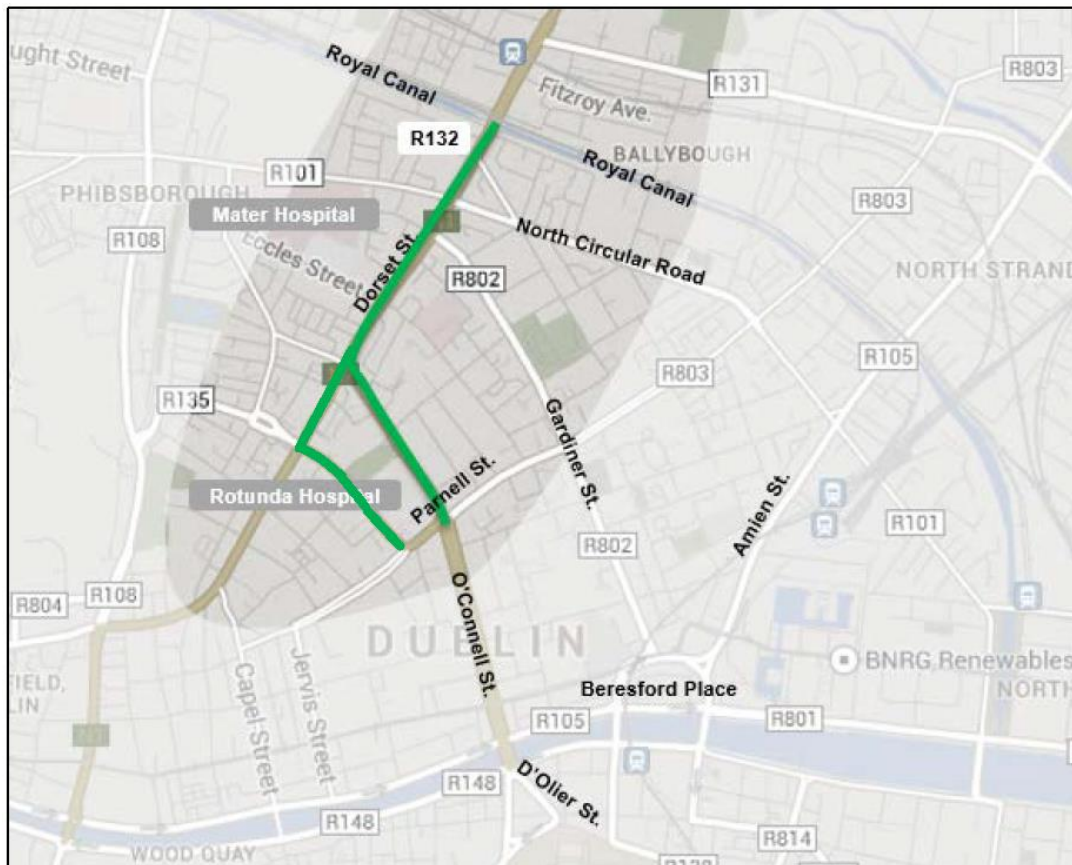 ught Street
Royal Canal
R131
R803
Fitzroy Ave.
R132
BALLYBOUGH
Royal Canal
R101
PHIBSBOROUGH
R803
Mater Hospital
R108
North Circular Road
Eccles Street
Dorset St.
R802
NORTH STRAND
R105
R803
R135
Gardiner St.
Rotunda Hospital
Parnell St.
Amien St.
R101
R802
R108
R804
O'Connell St.
DUBLIN
Capel Street
Jervis Street
BNRG Renewables
FIELD,
LIN
NORTH
Beresford Place
R105
R801
R148
D'Olier St.
R148
R814
WOOD QUAY